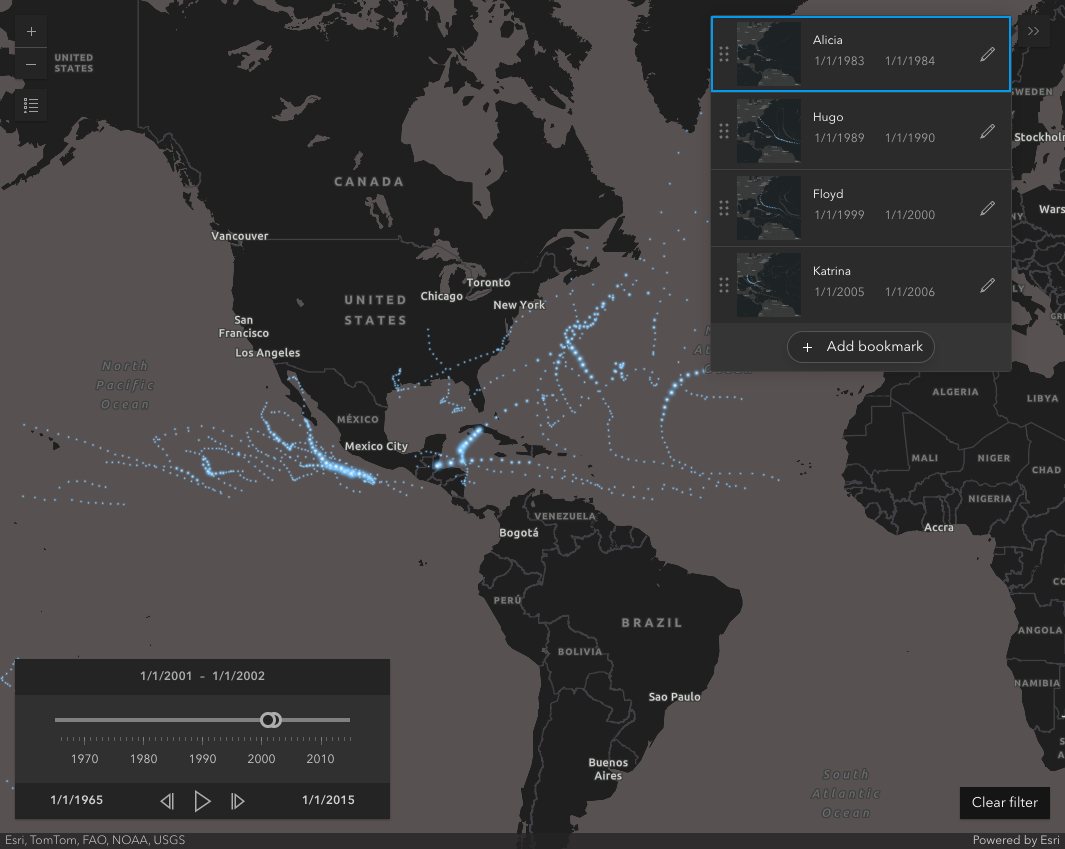 +
−
UNITED
STATES
CANADA
Vancouver
Toronto
Chicago
New York
UNITED
STATES
San
Francisco
Los Angeles
North
Pacific
Ocean
MÉXICO
Mexico City
VENEZUELA
Bogotá
PERÚ
BRAZIL
BOLIVIA
Sao Paulo
Buenos
Aires
South
Atlantic
Ocean
Alicia
1/1/1983 1/1/1984
Hugo
1/1/1989 1/1/1990
Floyd
1/1/1999 1/1/2000
Katrina
1/1/2005 1/1/2006
+ Add bookmark
SWEDEN
Stockholm
Wars
ALGERIA
LIBYA
MALI
NIGER
CHAD
NIGERIA
Accra
ANGOLA
NAMIBIA
1/1/2001 - 1/1/2002
1970 1980 1990 2000 2010
1/1/1965 1/1/2015
Clear filter
Esri, TomTom, FAO, NOAA, USGS
Powered by Esri